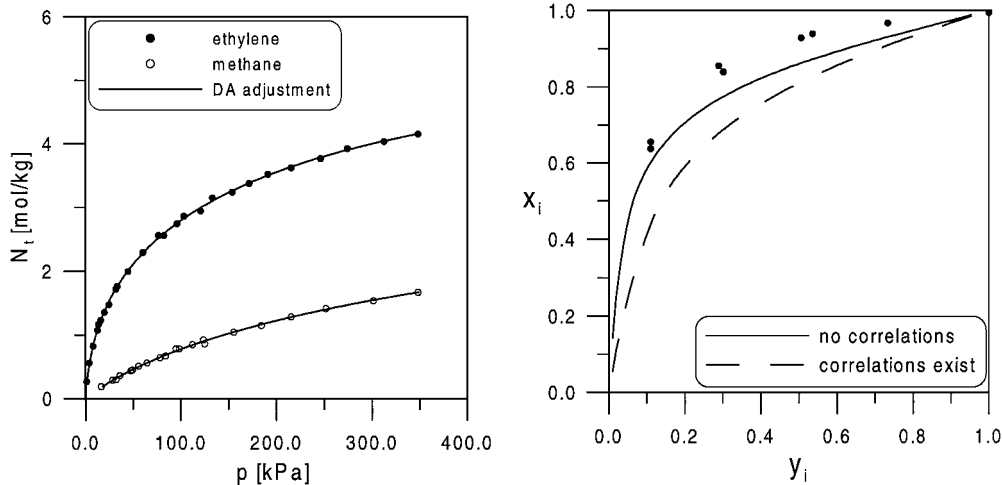 6
4
2
0
N_t [mol/kg]
ethylene
methane
DA adjustment
0.0
100.0
200.0
300.0
400.0
p [kPa]
1.0
0.8
0.6
0.4
0.2
0.0
x_i
no correlations
correlations exist
0.0
0.2
0.4
0.6
0.8
1.0
y_i